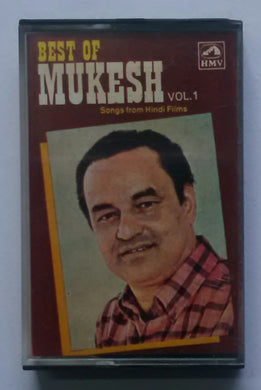 BEST OF
MUKESH VOL.1
Songs from Hindi Films
HMV